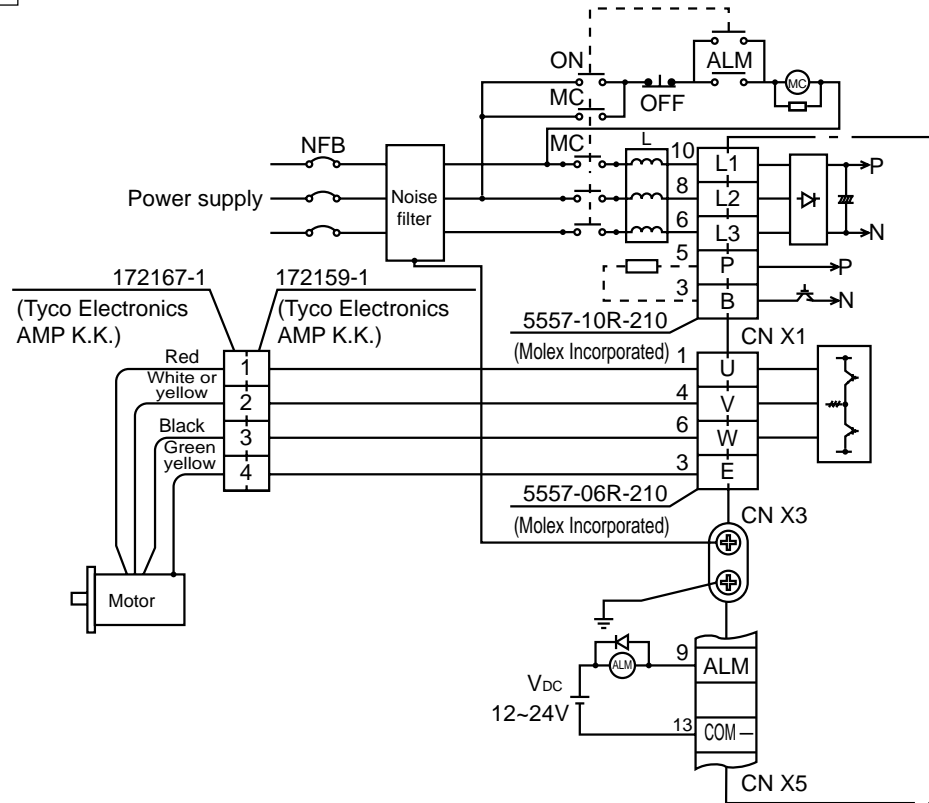 ON
ALM
MC
OFF
MC
NFB
MC
L
10
L1
P
Power supply
Noise
filter
8
L2
6
L3
N
5
P
P
3
B
N
172167-1
172159-1
(Tyco Electronics
AMP K.K.)
(Tyco Electronics
AMP K.K.)
5557-10R-210
(Molex Incorporated)
CN X1
Red
1
1
U
White or
yellow
2
4
V
Black
3
6
W
Green
yellow
4
3
E
5557-06R-210
(Molex Incorporated)
CN X3
Motor
ALM
9
ALM
VDC
12~24V
13
COM –
CN X5